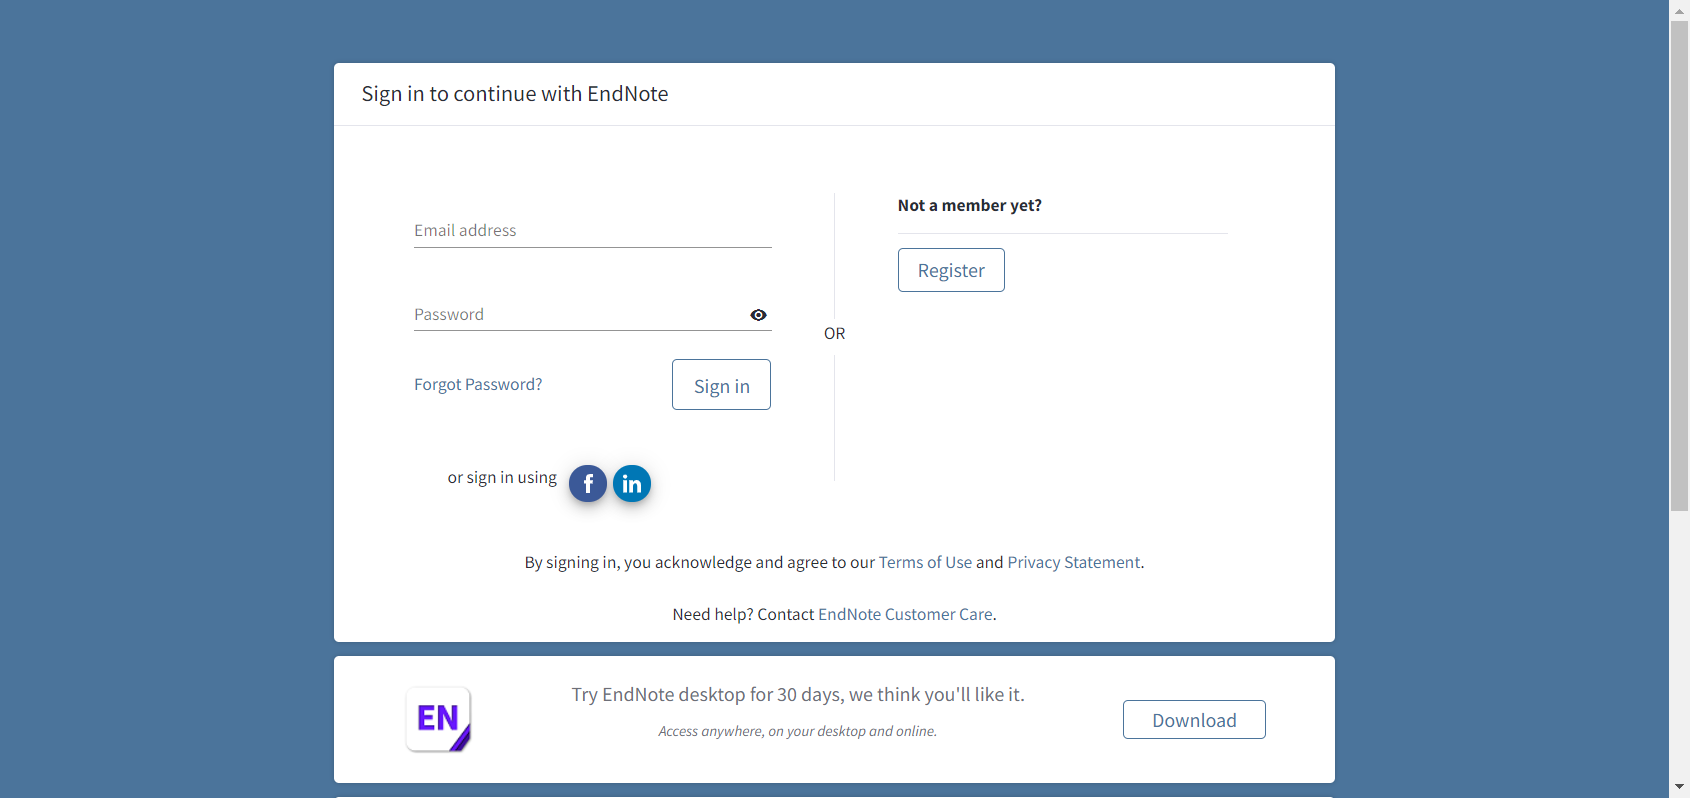 Sign in to continue with EndNote
Email address
Password
Forgot Password?
Sign in
or sign in using
f
in
OR
Not a member yet?
Register
By signing in, you acknowledge and agree to our Terms of Use and Privacy Statement.
Need help? Contact EndNote Customer Care.
EN
Try EndNote desktop for 30 days, we think you'll like it.
Access anywhere, on your desktop and online.
Download